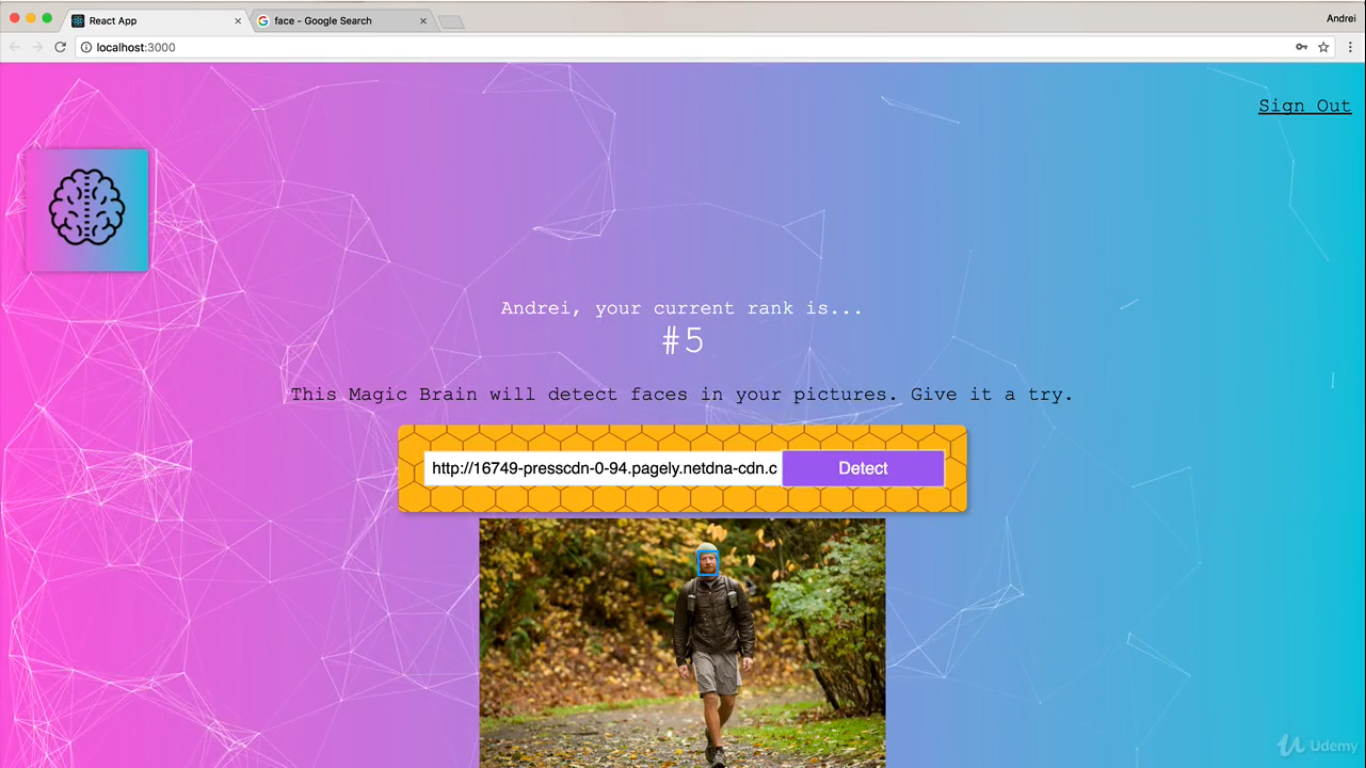 React App
face - Google Search
Andrei
localhost:3000
Sign Out
Andrei, your current rank is...
#5
This Magic Brain will detect faces in your pictures. Give it a try.
http://16749-presscdn-0-94.pagely.netdna-cdn.c
Detect
Udemy